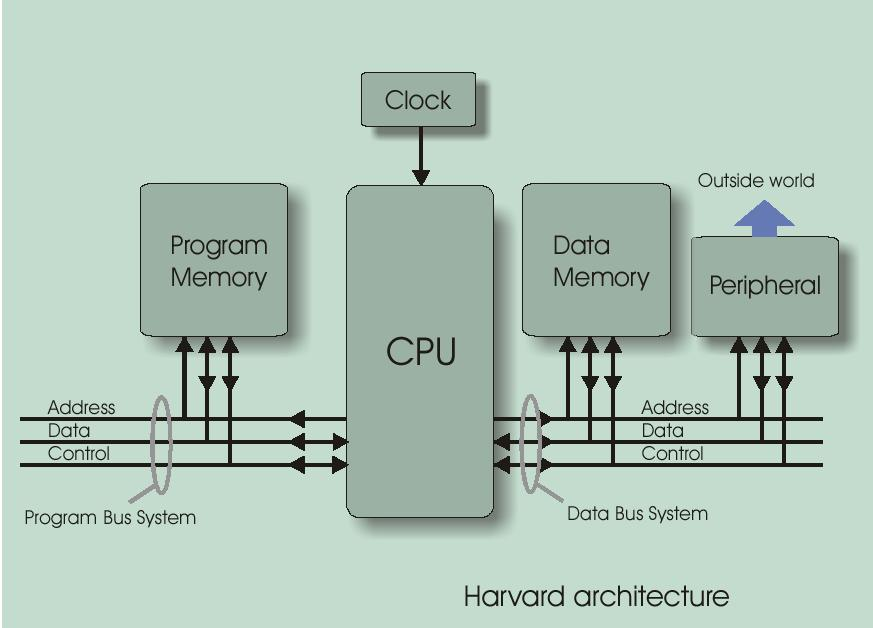 Clock
Outside world
Program
Memory
Data
Memory
Peripheral
CPU
Address
Data
Control
Address
Data
Control
Program Bus System
Data Bus System
Harvard architecture